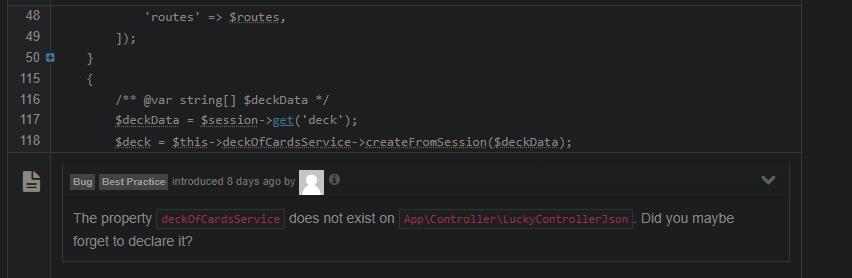 48 'routes' => $routes,
49 ]);
50 }
115 {
116 /** @var string[] $deckData */
117 $deckData = $session->get('deck');
118 $deck = $this->deckOfCardsService->createFromSession($deckData);
Bug Best Practice introduced 8 days ago by
The property deckOfCardsService does not exist on App\Controller\LuckyControllerJson. Did you maybe
forget to declare it?